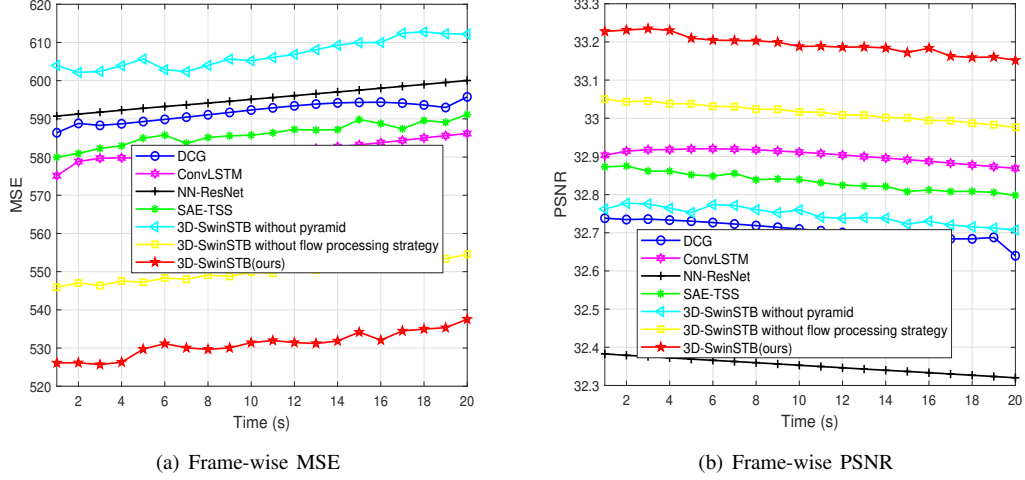 620
610
600
590
580
570
560
550
540
530
520
MSE
DCG
ConvLSTM
NN-ResNet
SAE-TSS
3D-SwinSTB without pyramid
3D-SwinSTB without flow processing strategy
3D-SwinSTB(ours)
2 4 6 8 10 12 14 16 18 20
Time (s)
(a) Frame-wise MSE
33.3
33.2
33.1
33
32.9
32.8
32.7
32.6
32.5
32.4
32.3
PSNR
DCG
ConvLSTM
NN-ResNet
SAE-TSS
3D-SwinSTB without pyramid
3D-SwinSTB without flow processing strategy
3D-SwinSTB(ours)
2 4 6 8 10 12 14 16 18 20
Time (s)
(b) Frame-wise PSNR